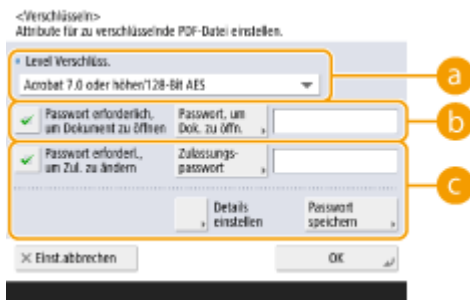 <Verschlüsseln>
Attribute für zu verschlüsselnde PDF-Datei einstellen.
Level Verschlüss.
Acrobat 7.0 oder höhen/128-Bit AES
a
Passwort erforderlich,
um Dokument zu öffnen
Passwort, um
Dok. zu öffn.
b
Passwort erforderl.,
um Zul. zu ändern
Zulassungs-
passwort
c
Details
einstellen
Passwort
speichern
Einst.abbrechen
OK